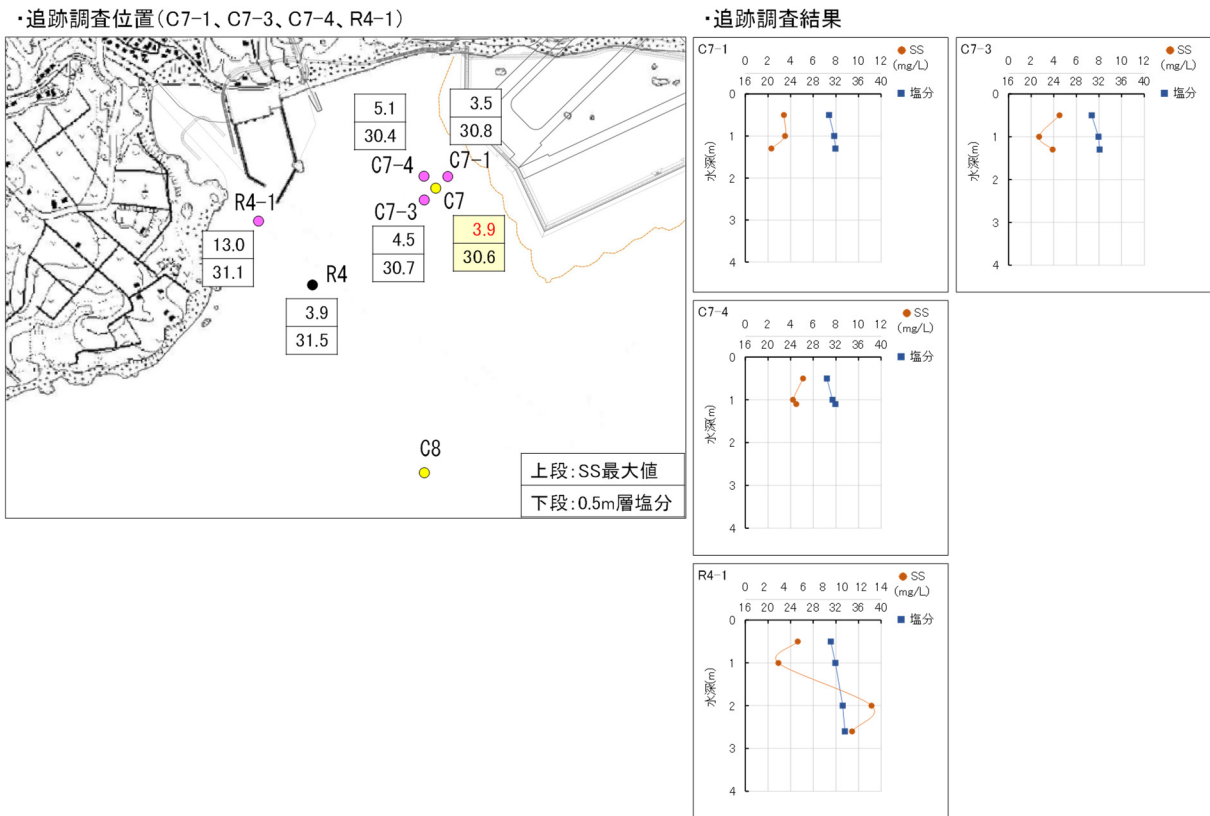 ・追跡調査位置(C7-1、C7-3、C7-4、R4-1)
5.1
30.4
3.5
30.8
C7-4
C7-1
C7
C7-3
R4-1
13.0
31.1
4.5
30.7
3.9
30.6
R4
3.9
31.5
C8
上段:SS最大値
下段:0.5m層塩分
・追跡調査結果
C7-1
SS
(mg/L)
塩分
0 2 4 6 8 10 12
16 20 24 28 32 36 40
水深(m)
0
1
2
3
4
C7-3
SS
(mg/L)
塩分
0 2 4 6 8 10 12
16 20 24 28 32 36 40
水深(m)
0
1
2
3
4
C7-4
SS
(mg/L)
塩分
0 2 4 6 8 10 12
16 20 24 28 32 36 40
水深(m)
0
1
2
3
4
R4-1
SS
(mg/L)
塩分
0 2 4 6 8 10 12 14
16 20 24 28 32 36 40
水深(m)
0
1
2
3
4